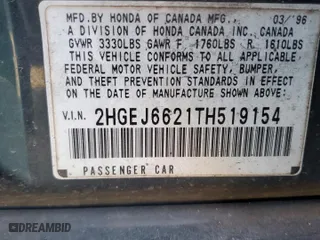 MFD.BY HONDA OF CANADA MFG., 03/'96
A DIVISION OF HONDA CANADA INC., CANADA
GVWR 3330LBS GAWR F. 1760LBS R. 1610LBS
THIS VEHICLE CONFORMS TO ALL APPLICABLE
FEDERAL MOTOR VEHICLE SAFETY, BUMPER,
AND THEFT PREVENTION STANDARDS IN EFFECT
ON THE DATE OF MANUFACTURE SHOWN ABOVE.
V.I.N. 2HGEJ6621TH519154
PASSENGER CAR
DREAMBID